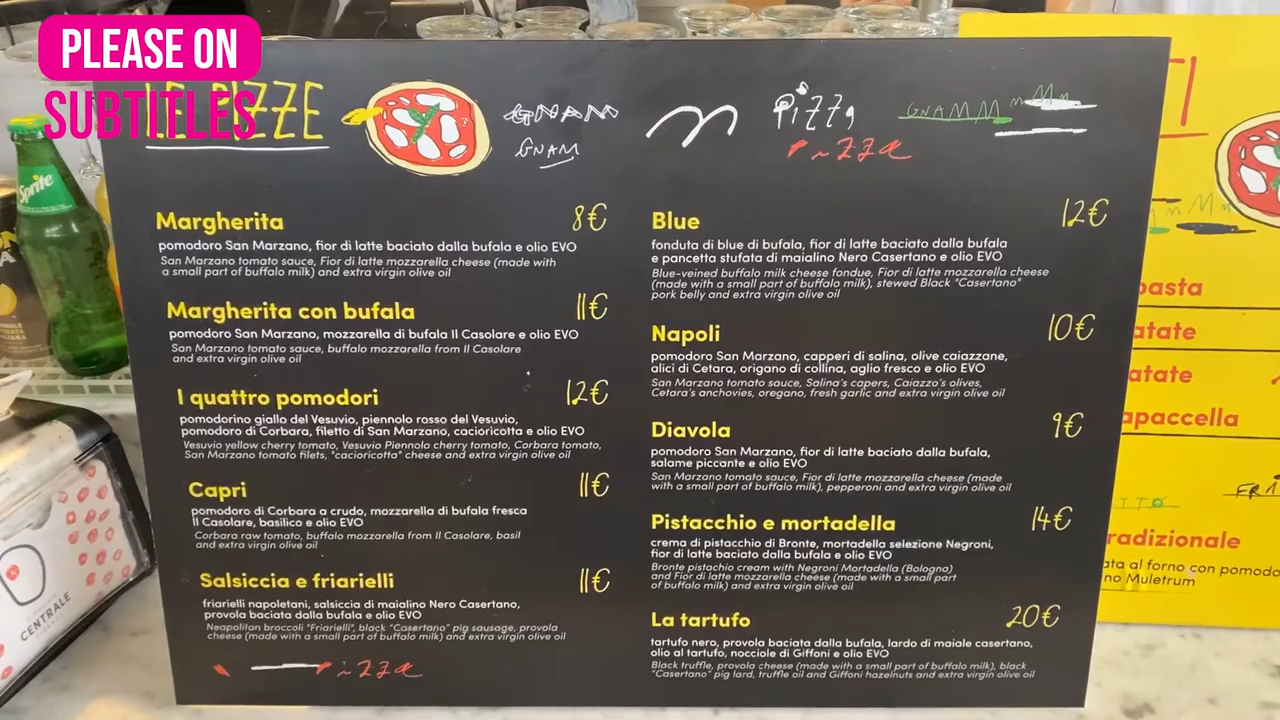 PLEASE ON
SUBTITLES
LE PIZZE
GNAM
GNAM
Pizza
Pizza
GNAMM
Sprite
Margherita 8€
pomodoro San Marzano, fior di latte baciato dalla bufala e olio EVO
San Marzano tomato sauce, Fior di latte mozzarella cheese (made with
a small part of buffalo milk) and extra virgin olive oil
Margherita con bufala 11€
pomodoro San Marzano, mozzarella di bufala Il Casolare e olio EVO
San Marzano tomato sauce, buffalo mozzarella from Il Casolare
and extra virgin olive oil
I quattro pomodori 12€
pomodorino giallo del Vesuvio, piennolo rosso del Vesuvio,
pomodoro di Corbara, filetto di San Marzano, cacioricotta e olio EVO
Vesuvio yellow cherry tomato, Vesuvio Piennolo cherry tomato, Corbara tomato,
San Marzano tomato filets, "cacioricotta" cheese and extra virgin olive oil
Capri 11€
pomodoro di Corbara a crudo, mozzarella di bufala fresca
Il Casolare, basilico e olio EVO
Corbara raw tomato, buffalo mozzarella from Il Casolare, basil
and extra virgin olive oil
Salsiccia e friarielli 11€
friarielli napoletani, salsiccia di maialino Nero Casertano,
provola baciata dalla bufala e olio EVO
Neapolitan broccoli "Friarielli", black "Casertano" pig sausage, provola
cheese (made with a small part of buffalo milk) and extra virgin olive oil
Pizza
Blue 12€
fonduta di blue di bufala, fior di latte baciato dalla bufala
e pancetta stufata di maialino Nero Casertano e olio EVO
Blue-veined buffalo milk cheese fondue, Fior di latte mozzarella cheese
(made with a small part of buffalo milk), stewed Black "Casertano"
pork belly and extra virgin olive oil
Napoli 10€
pomodoro San Marzano, capperi di salina, olive caiazzane,
alici di Cetara, origano di collina, aglio fresco e olio EVO
San Marzano tomato sauce, Salina's capers, Caiazzo's olives,
Cetara's anchovies, oregano, fresh garlic and extra virgin olive oil
Diavola 9€
pomodoro San Marzano, fior di latte baciato dalla bufala,
salame piccante e olio EVO
San Marzano tomato sauce, Fior di latte mozzarella cheese (made
with a small part of buffalo milk), pepperoni and extra virgin olive oil
Pistacchio e mortadella 14€
crema di pistacchio di Bronte, mortadella selezione Negroni,
fior di latte baciato dalla bufala e olio EVO
Bronte pistachio cream with Negroni Mortadella (Bologna)
and Fior di latte mozzarella cheese (made with a small part
of buffalo milk) and extra virgin olive oil
La tartufo 20€
tartufo nero, provola baciata dalla bufala, lardo di maiale casertano,
olio al tartufo, nocciole di Giffoni e olio EVO
Black truffle, provola cheese (made with a small part of buffalo milk), black
"Casertano" pig lard, truffle oil and Giffoni hazelnuts and extra virgin olive oil
pasta
atate
atate
apaccella
radizionale
ata al forno con pomodo
no Muletrum
CENTRALE